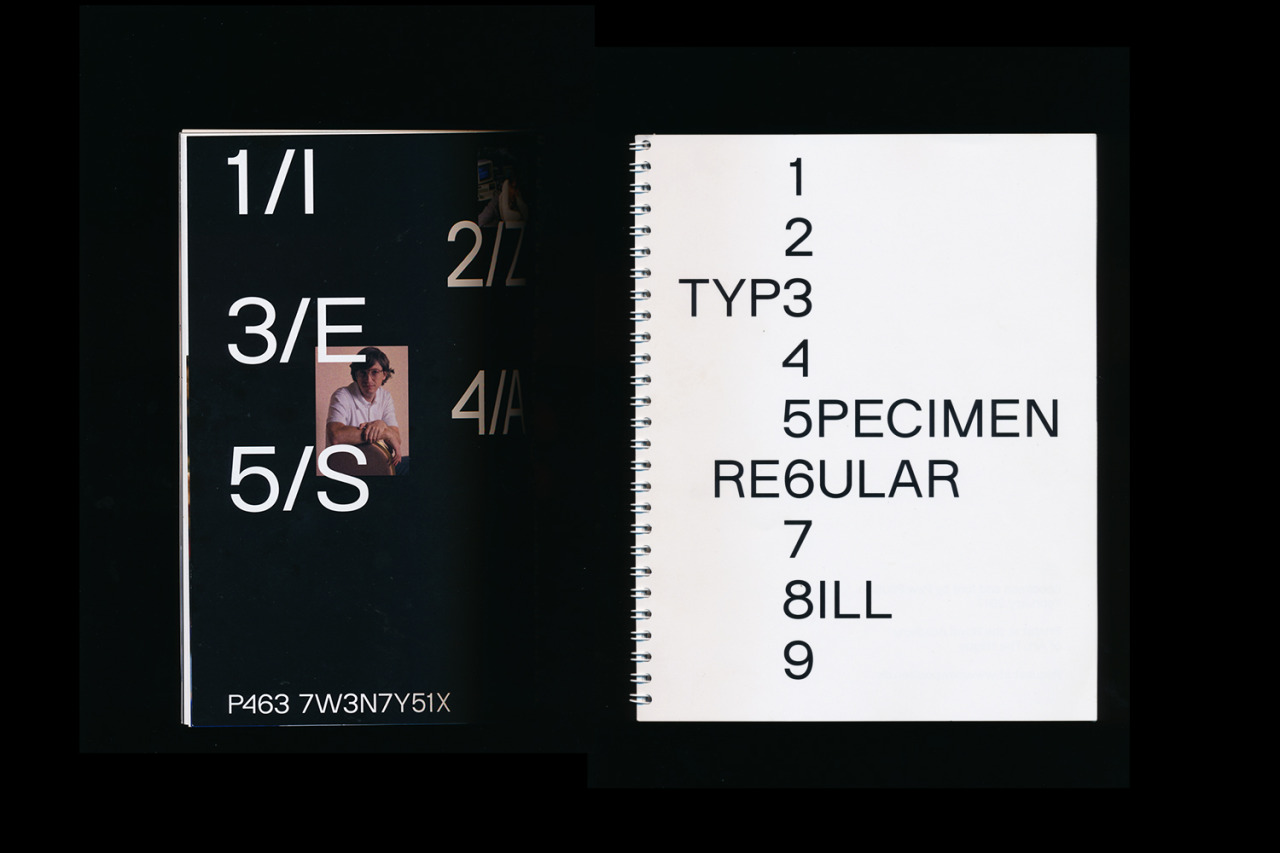 1/I
2/Z
3/E
4/A
5/S
P463 7W3N7Y51X
1
2
TYP3
4
5PECIMEN
RE6ULAR
7
8ILL
9